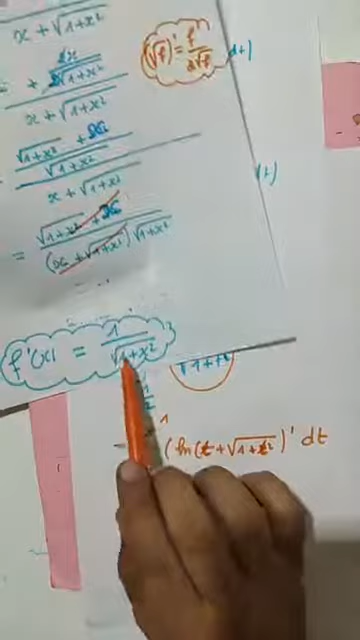 x + √1+x²
(√f)' = f' / 2√f
+ 2x / 2√1+x²
x + √1+x²
√1+x² + x
√1+x²
x + √1+x²
= √1+x² + x / (x + √1+x²) √1+x²
f'(x) = 1 / √1+x²
(ln(t + √1+t²)' dt